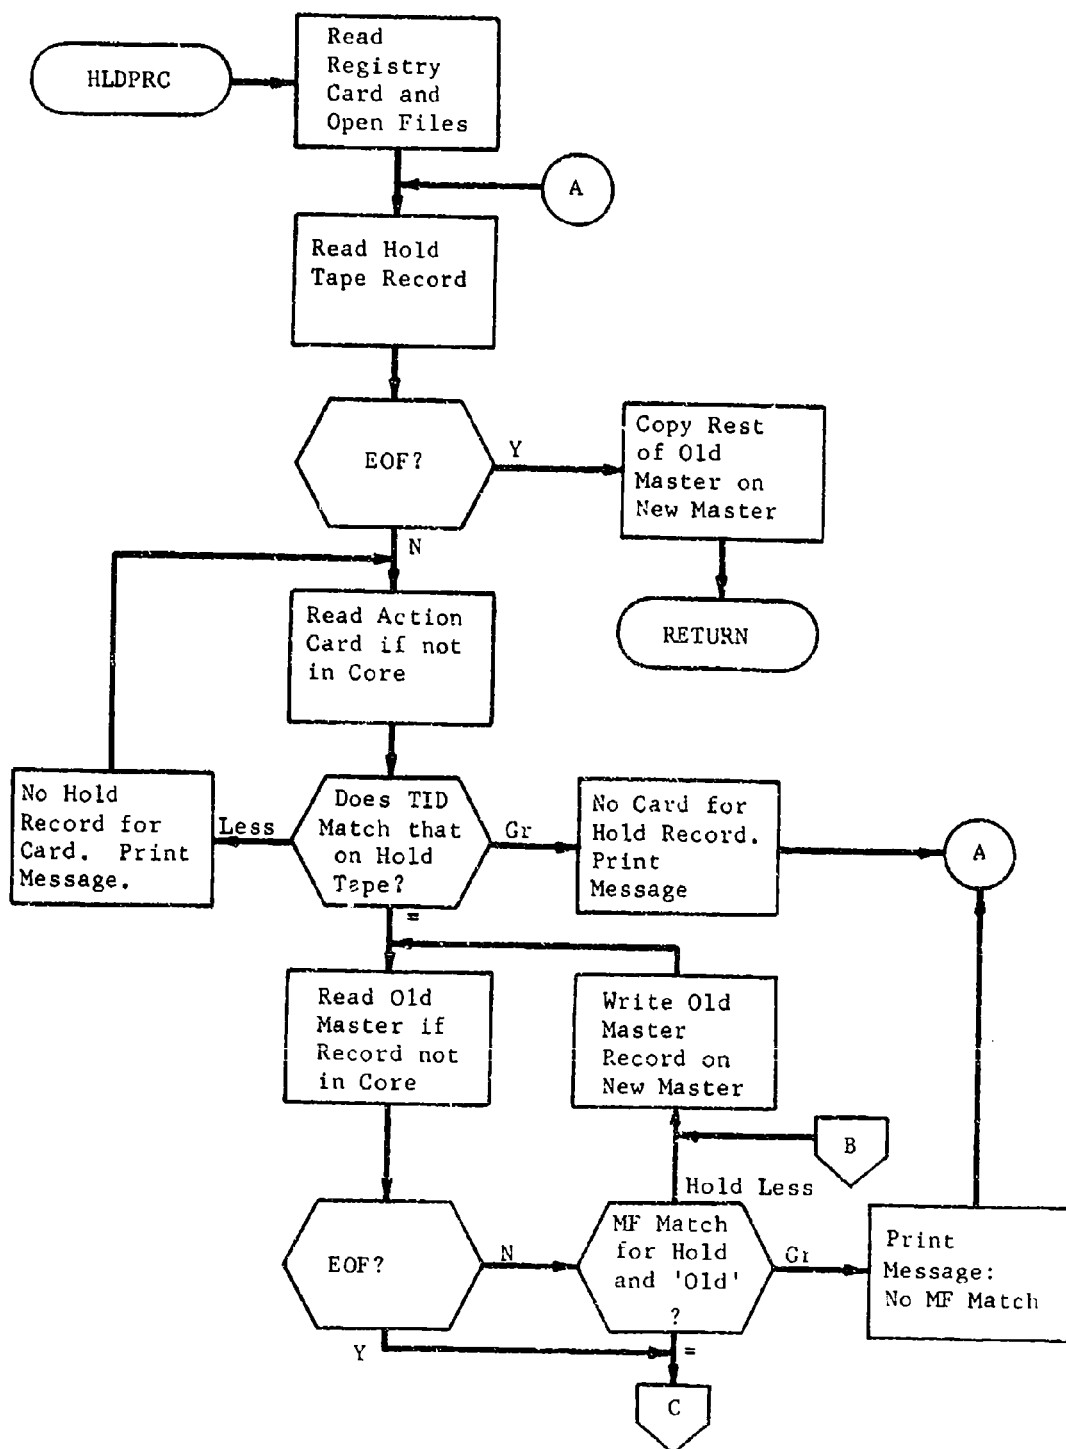 HLDPRC
Read
Registry
Card and
Open Files
A
Read Hold
Tape Record
EOF?
Y
Copy Rest
of Old
Master on
New Master
N
RETURN
Read Action
Card if not
in Core
No Hold
Record for
Card.  Print
Message.
Less
Does TID
Match that
on Hold
Tape?
Gr
No Card for
Hold Record.
Print
Message
A
=
Read Old
Master if
Record not
in Core
Write Old
Master
Record on
New Master
B
Hold Less
EOF?
N
MF Match
for Hold
and 'Old'
?
Gr
Print
Message:
No MF Match
Y
=
C